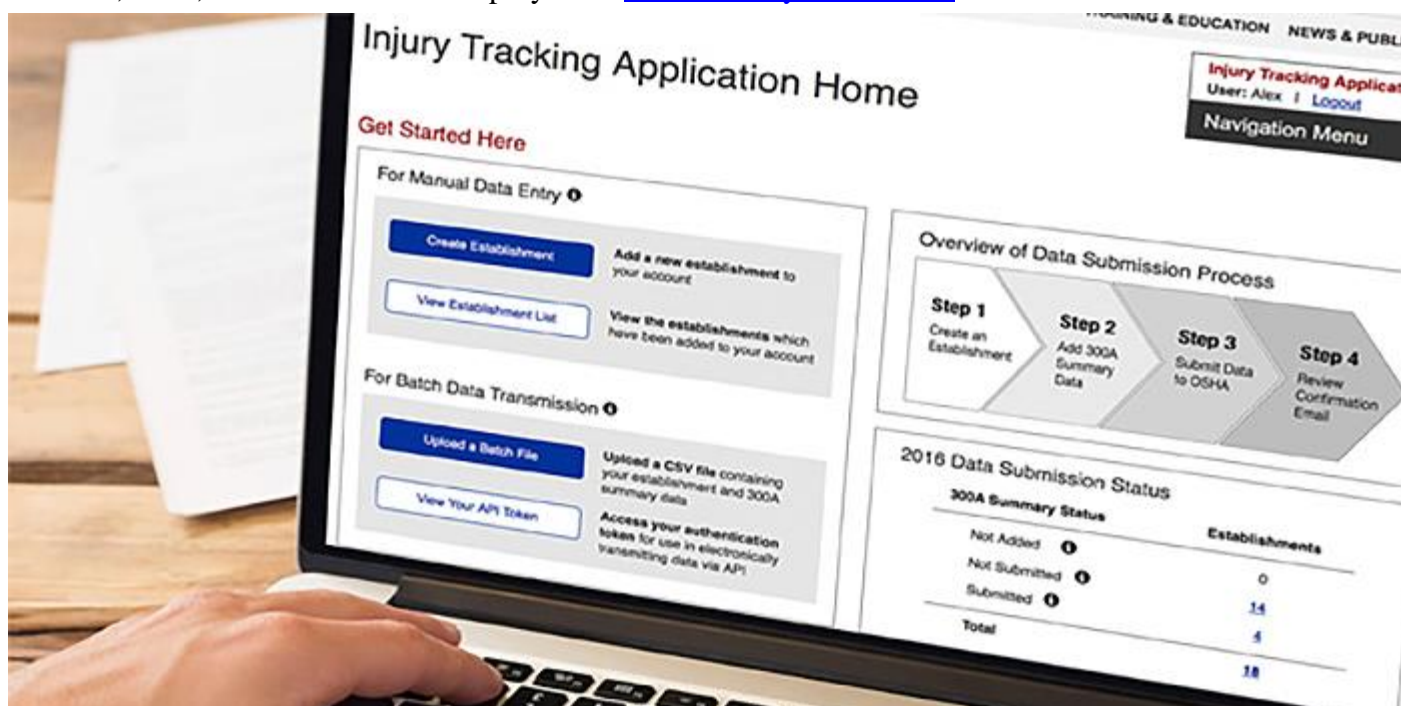 TRAINING & EDUCATION NEWS & PUBL
Injury Tracking Application Home
Injury Tracking Applicat
User: Alex | Logout
Navigation Menu
Get Started Here
For Manual Data Entry
Create Establishment
Add a new establishment to
your account
View Establishment List
View the establishments which
have been added to your account
For Batch Data Transmission
Upload a Batch File
Upload a CSV file containing
your establishment and 300A
summary data
View Your API Token
Access your authentication
token for use in electronically
transmitting data via API
Overview of Data Submission Process
Step 1
Create an
Establishment
Step 2
Add 300A
Summary
Data
Step 3
Submit Data
to OSHA
Step 4
Review
Confirmation
Email
2016 Data Submission Status
300A Summary Status Establishments
Not Added 0
Not Submitted 14
Submitted 4
Total 18